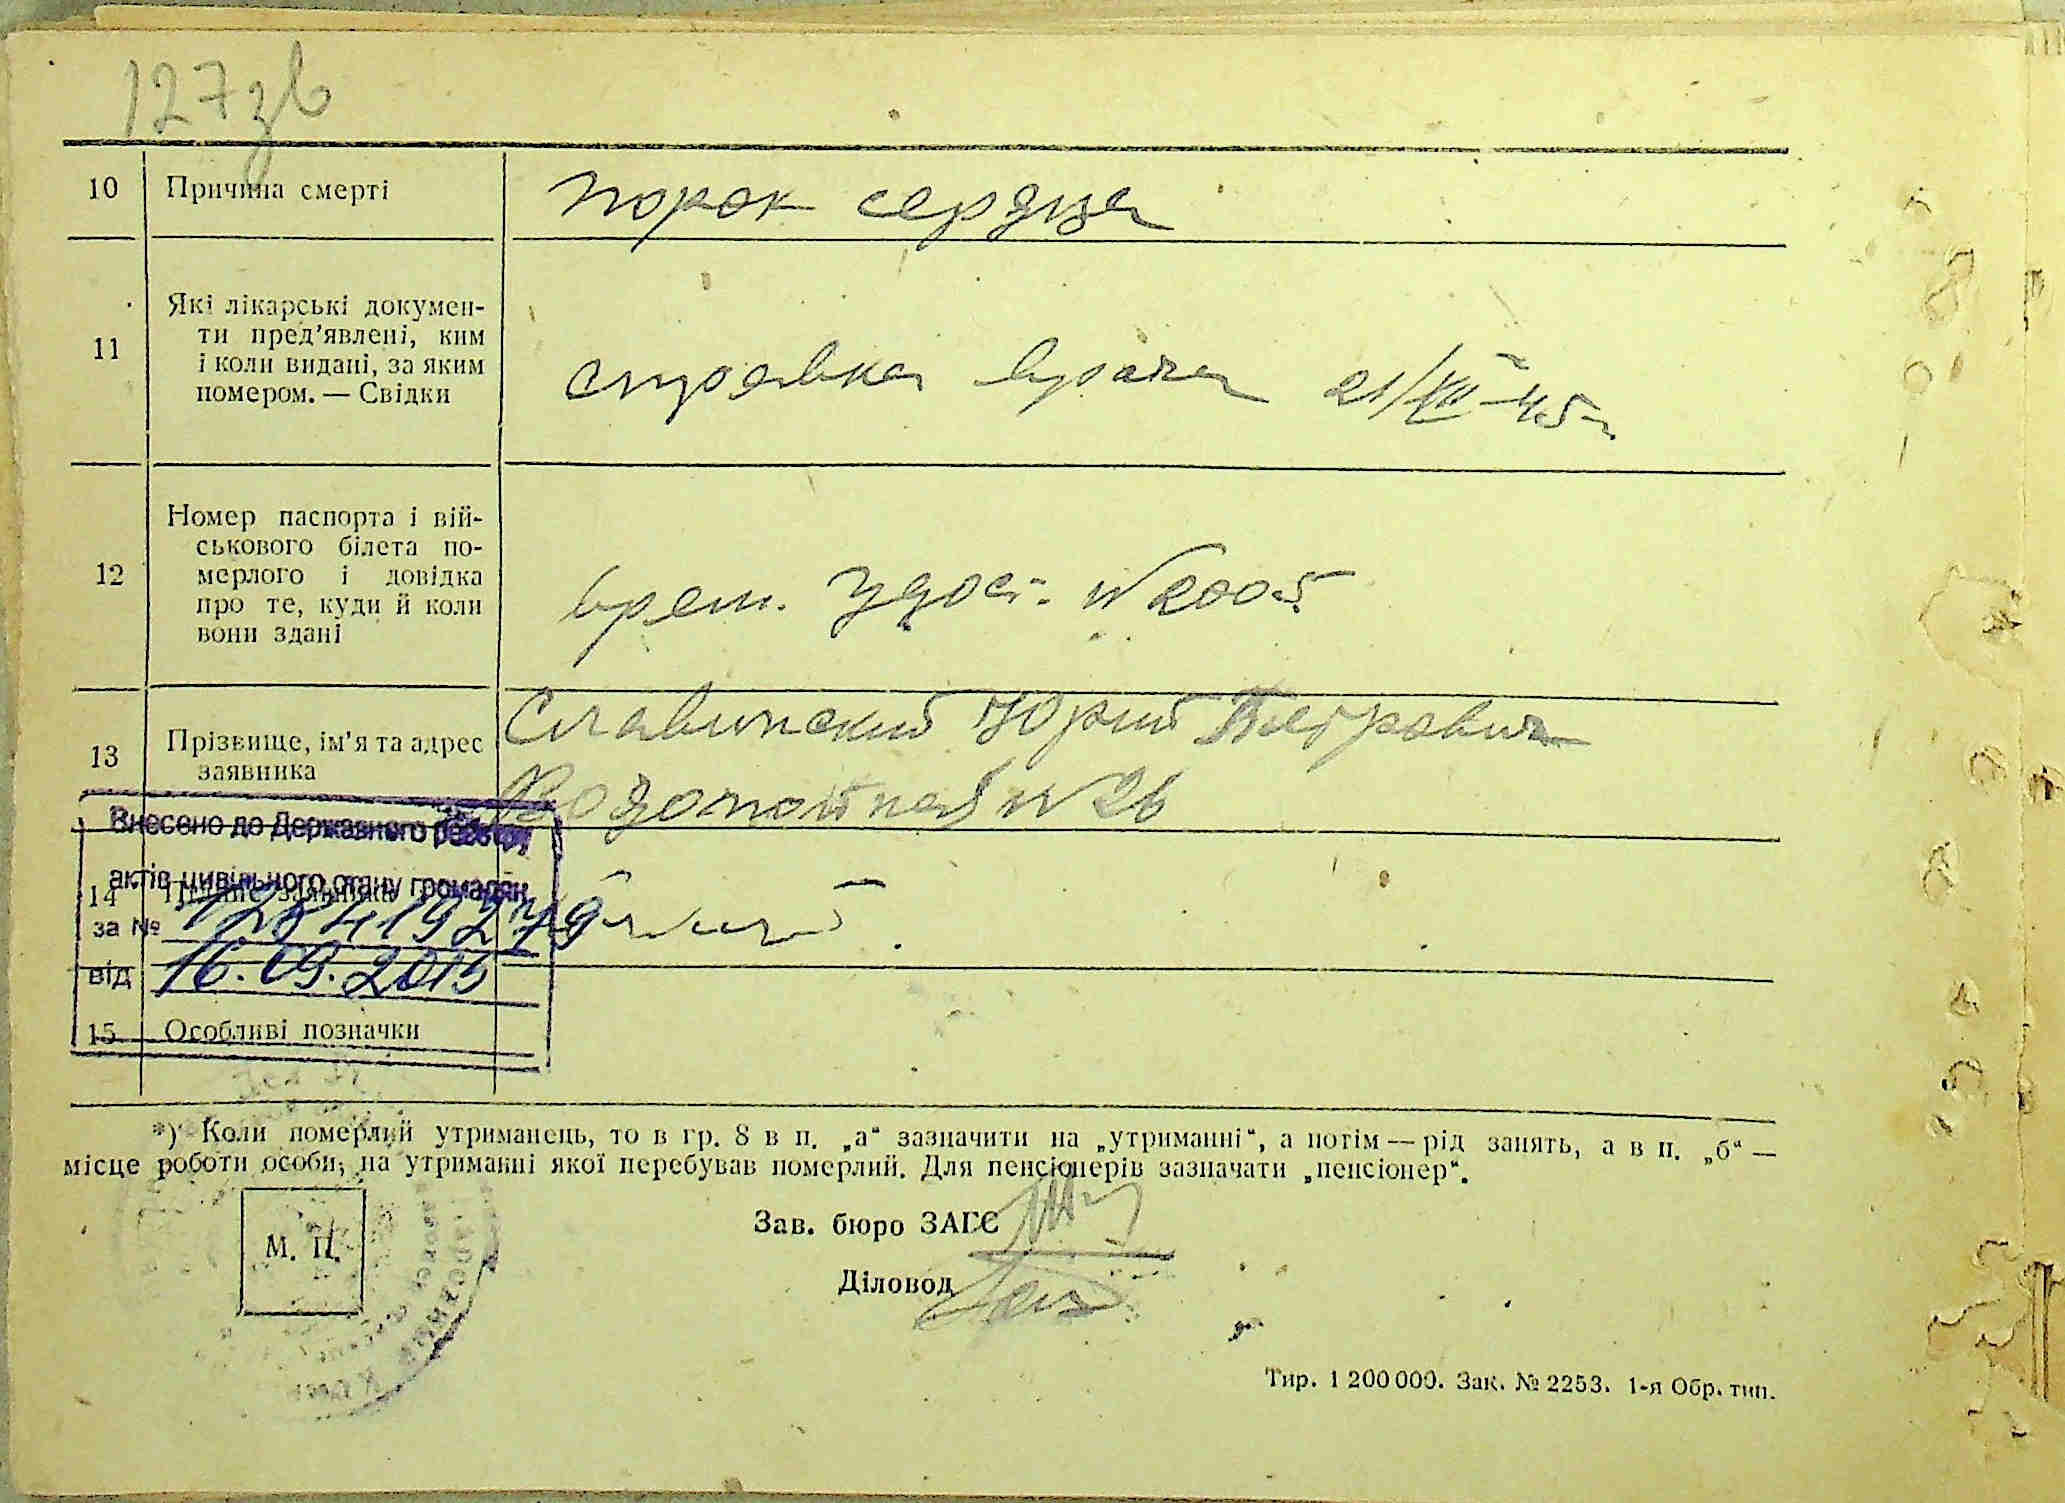 127зв
10 Причина смерті порок сердца
11 Які лікарські докумен-
ти пред'явлені, ким
і коли видані, за яким
номером. — Свідки
справка врача 21/XII-45г.
12 Номер паспорта і вій-
ськового білета по-
мерлого і довідка
про те, куди й коли
вони здані
врем. удост. №2005
13 Прізвище, ім'я та адрес
заявника
Славинский Юрий Петрович
№ 26
Внесено до Державного реєстру
актів цивільного стану громадян
14 Підпис заявника
за №
від 16.09.2015
15 Особливі позначки
*) Коли померлий утриманець, то в гр. 8 в п. „а“ зазначити на „утриманні“, а потім — рід занять, а в п. „б“ —
місце роботи особи, на утриманні якої перебував померлий. Для пенсіонерів зазначати „пенсіонер“.
М. П.
Зав. бюро ЗАГС
Діловод
Тир. 1 200 000. Зак. № 2253. 1-я Обр. тип.